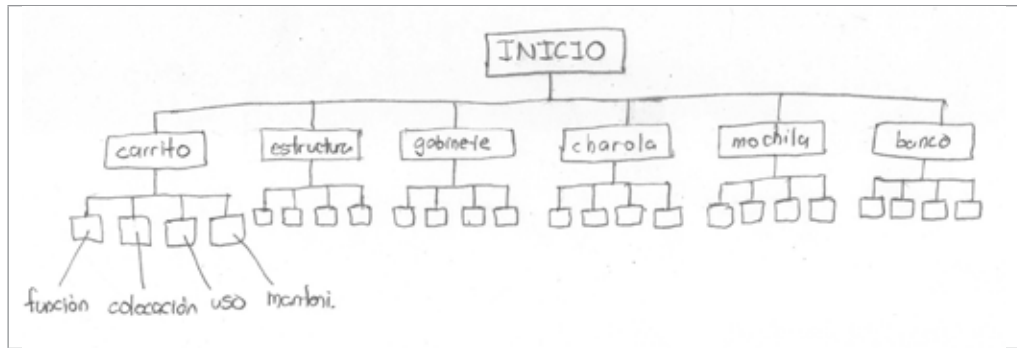 INICIO
carrito estructura gabinete charola mochila banco
función colocación uso manteni.